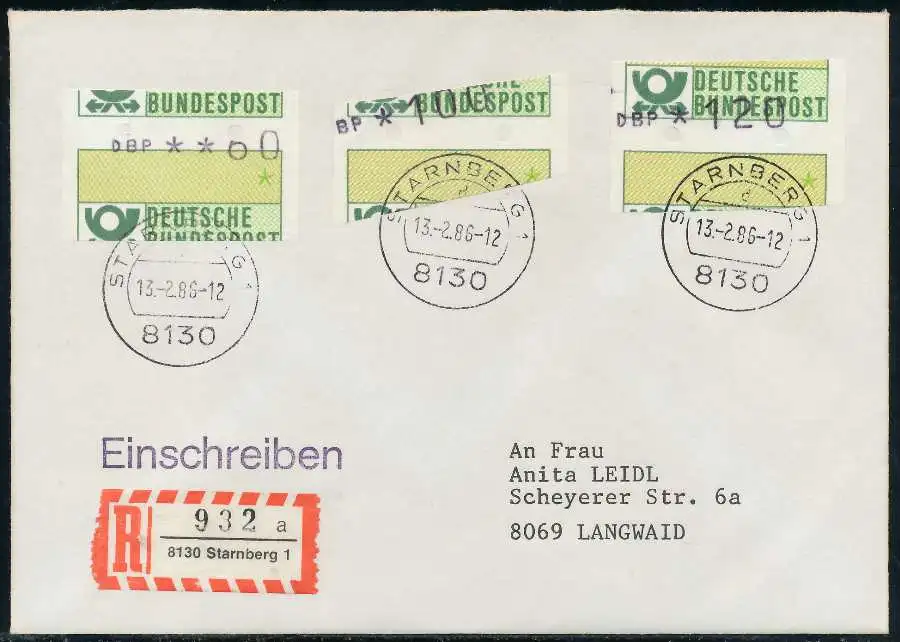 BUNDESPOST
DBP * * 60
DEUTSCHE
BUNDESPOST
BUNDESPOST
BP * 100
DEUTSCHE
BUNDESPOST
DBP * 120
STARNBERG 1
d
13.-2.86-12
8130
STARNBERG 1
d
13.-2.86-12
8130
STARNBERG 1
13.-2.86-12
8130
Einschreiben
R
932 a
8130 Starnberg 1
An Frau
Anita LEIDL
Scheyerer Str. 6a
8069 LANGWAID